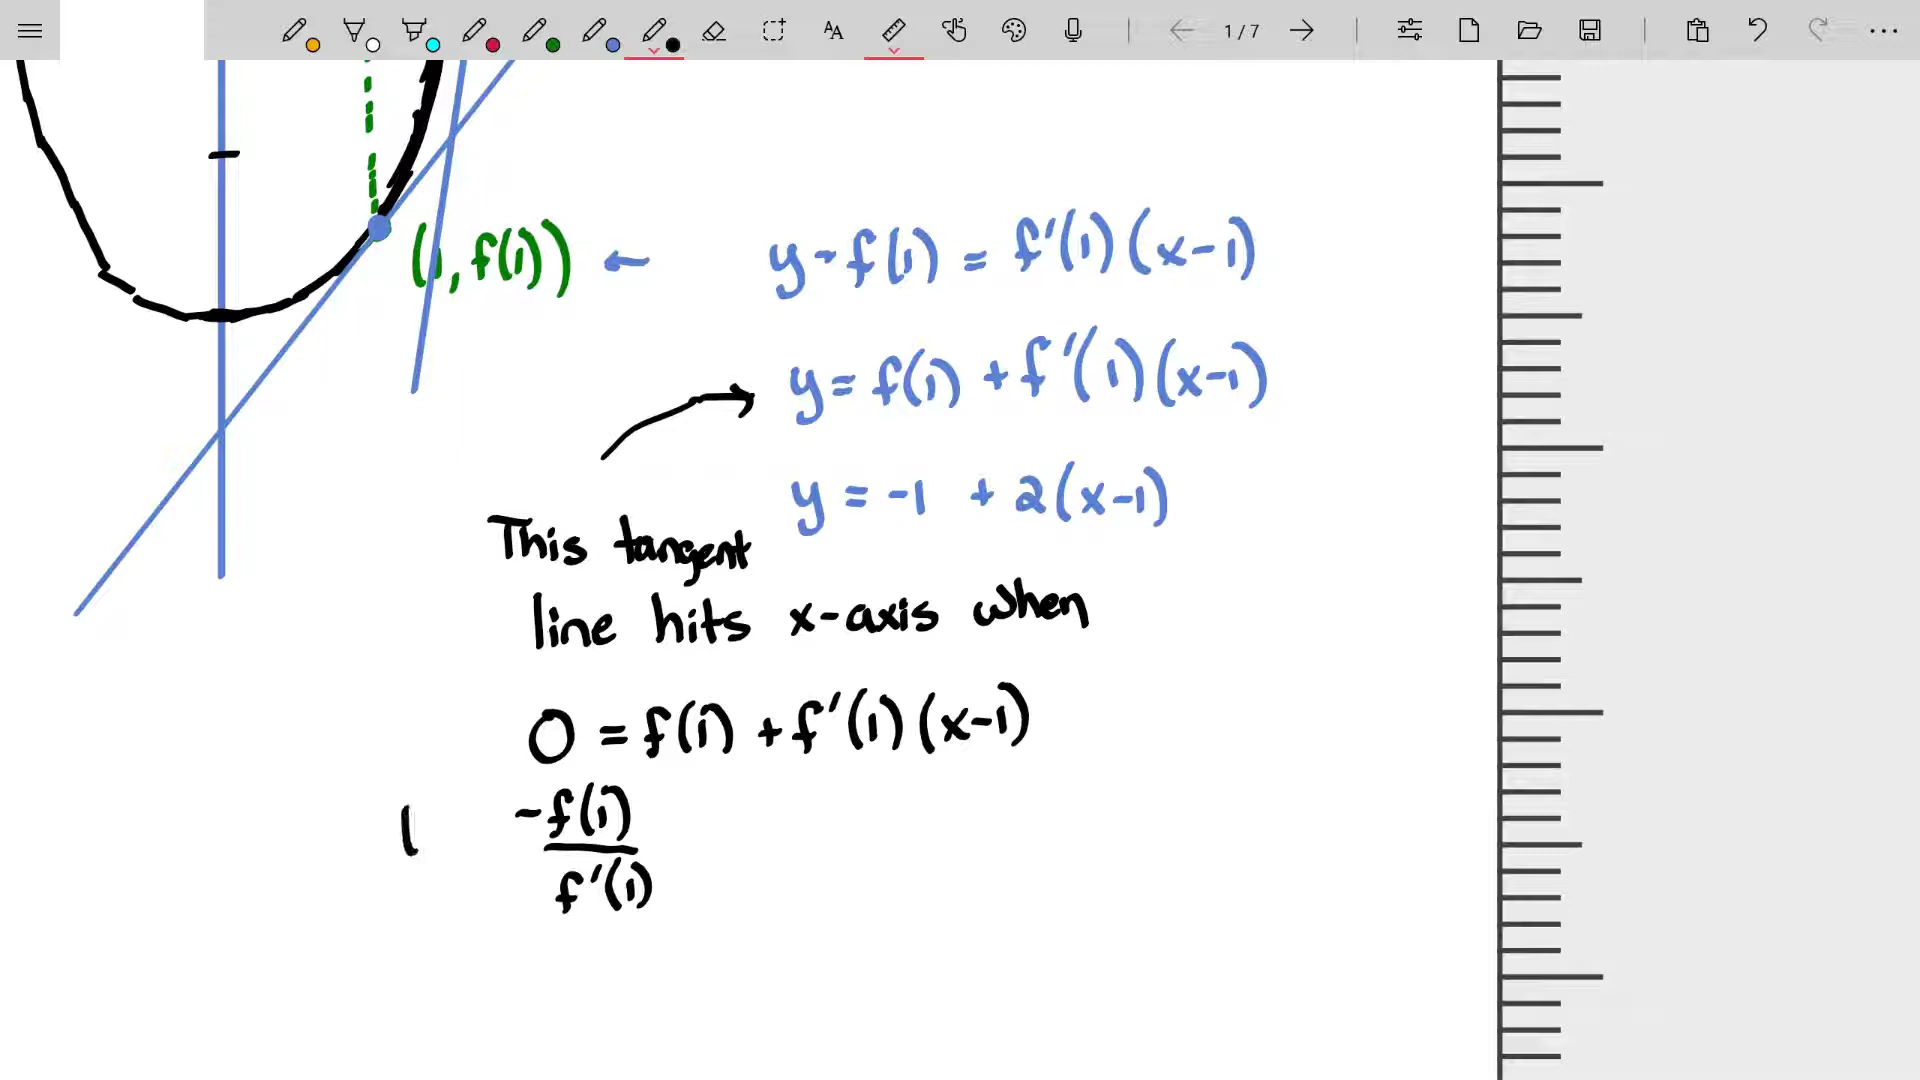 1 / 7
(1, f(1)) ← y - f(1) = f'(1)(x-1)
y = f(1) + f'(1)(x-1)
y = -1 + 2(x-1)
This tangent
line hits x-axis when
0 = f(1) + f'(1)(x-1)
1 -f(1)
f'(1)